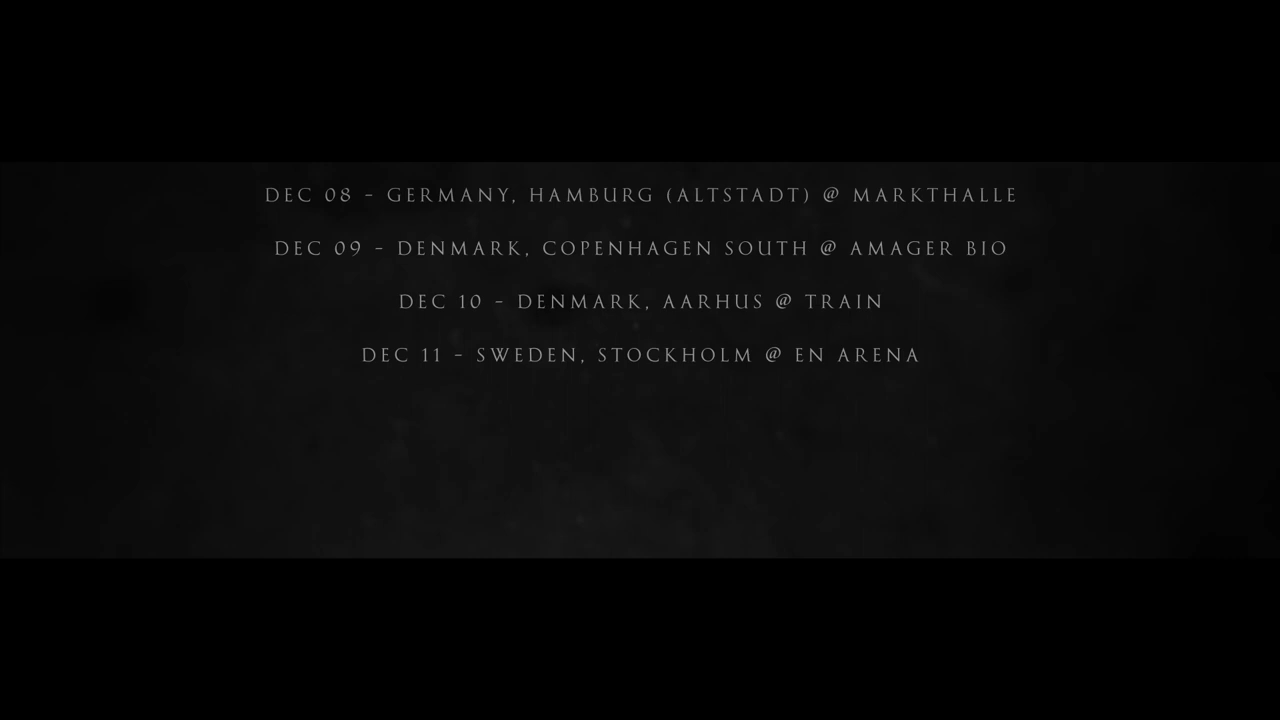 DEC 08 - GERMANY, HAMBURG (ALTSTADT) @ MARKTHALLE
DEC 09 - DENMARK, COPENHAGEN SOUTH @ AMAGER BIO
DEC 10 - DENMARK, AARHUS @ TRAIN
DEC 11 - SWEDEN, STOCKHOLM @ EN ARENA